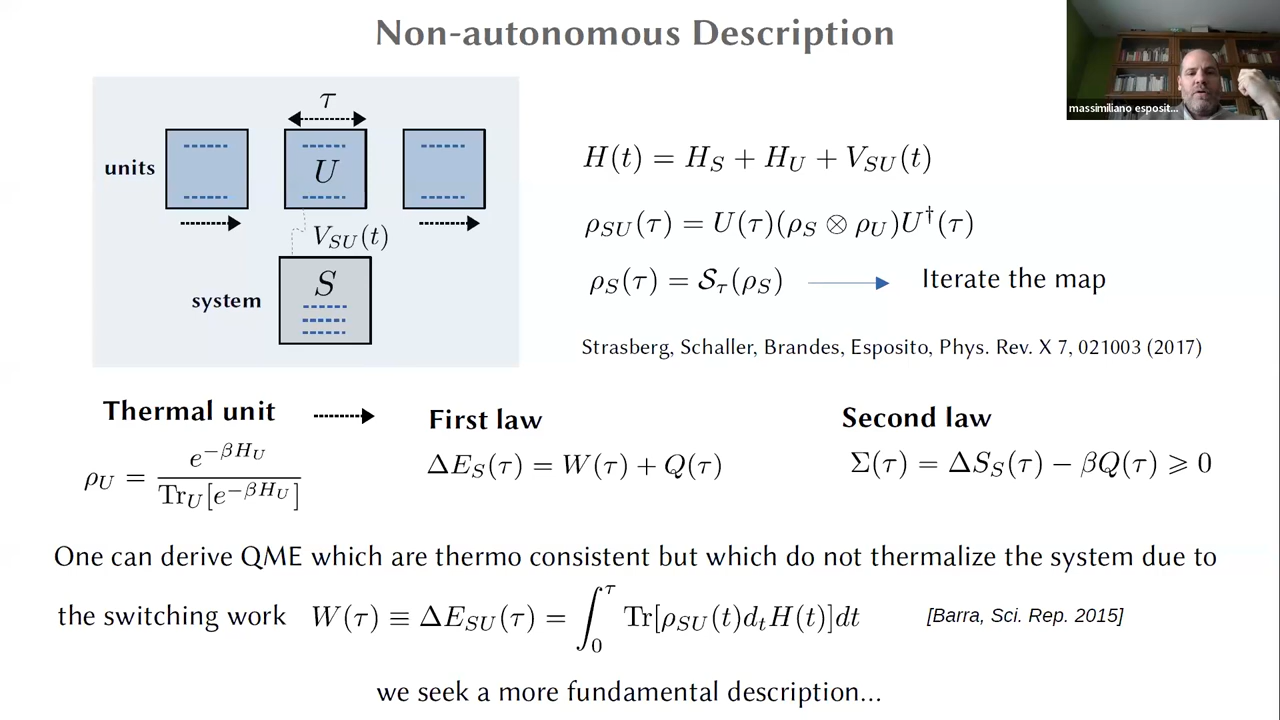 Non-autonomous Description
massimiliano esposit...
τ
units
U
V_SU(t)
S
system
H(t) = H_S + H_U + V_SU(t)
ρ_SU(τ) = U(τ)(ρ_S ⊗ ρ_U)U†(τ)
ρ_S(τ) = 𝒮_τ(ρ_S)
Iterate the map
Strasberg, Schaller, Brandes, Esposito, Phys. Rev. X 7, 021003 (2017)
Thermal unit
ρ_U = e^{-βH_U} / Tr_U[e^{-βH_U}]
First law
ΔE_S(τ) = W(τ) + Q(τ)
Second law
Σ(τ) = ΔS_S(τ) − βQ(τ) ⩾ 0
One can derive QME which are thermo consistent but which do not thermalize the system due to
the switching work W(τ) ≡ ΔE_SU(τ) = ∫_0^τ Tr[ρ_SU(t)d_tH(t)]dt [Barra, Sci. Rep. 2015]
we seek a more fundamental description...